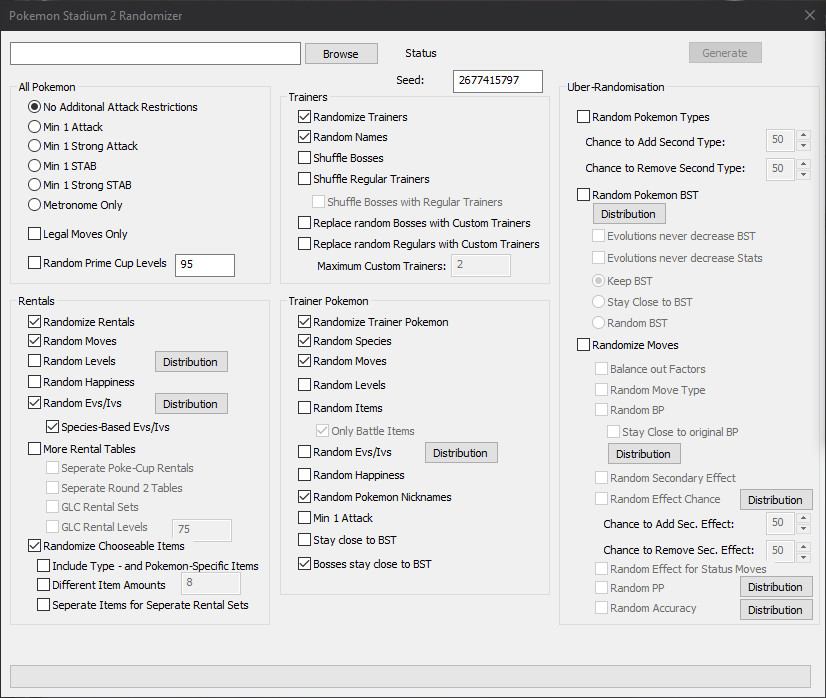 Pokemon Stadium 2 Randomizer
Browse
Status
Generate
Seed:
2677415797
All Pokemon
No Additonal Attack Restrictions
Min 1 Attack
Min 1 Strong Attack
Min 1 STAB
Min 1 Strong STAB
Metronome Only
Legal Moves Only
Random Prime Cup Levels
95
Rentals
Randomize Rentals
Random Moves
Random Levels
Distribution
Random Happiness
Random Evs/Ivs
Distribution
Species-Based Evs/Ivs
More Rental Tables
Seperate Poke-Cup Rentals
Seperate Round 2 Tables
GLC Rental Sets
GLC Rental Levels
75
Randomize Chooseable Items
Include Type - and Pokemon-Specific Items
Different Item Amounts
8
Seperate Items for Seperate Rental Sets
Trainers
Randomize Trainers
Random Names
Shuffle Bosses
Shuffle Regular Trainers
Shuffle Bosses with Regular Trainers
Replace random Bosses with Custom Trainers
Replace random Regulars with Custom Trainers
Maximum Custom Trainers:
2
Trainer Pokemon
Randomize Trainer Pokemon
Random Species
Random Moves
Random Levels
Random Items
Only Battle Items
Random Evs/Ivs
Distribution
Random Happiness
Random Pokemon Nicknames
Min 1 Attack
Stay close to BST
Bosses stay close to BST
Uber-Randomisation
Random Pokemon Types
Chance to Add Second Type:
50
Chance to Remove Second Type:
50
Random Pokemon BST
Distribution
Evolutions never decrease BST
Evolutions never decrease Stats
Keep BST
Stay Close to BST
Random BST
Randomize Moves
Balance out Factors
Random Move Type
Random BP
Stay Close to original BP
Distribution
Random Secondary Effect
Random Effect Chance
Distribution
Chance to Add Sec. Effect:
50
Chance to Remove Sec. Effect:
50
Random Effect for Status Moves
Random PP
Distribution
Random Accuracy
Distribution